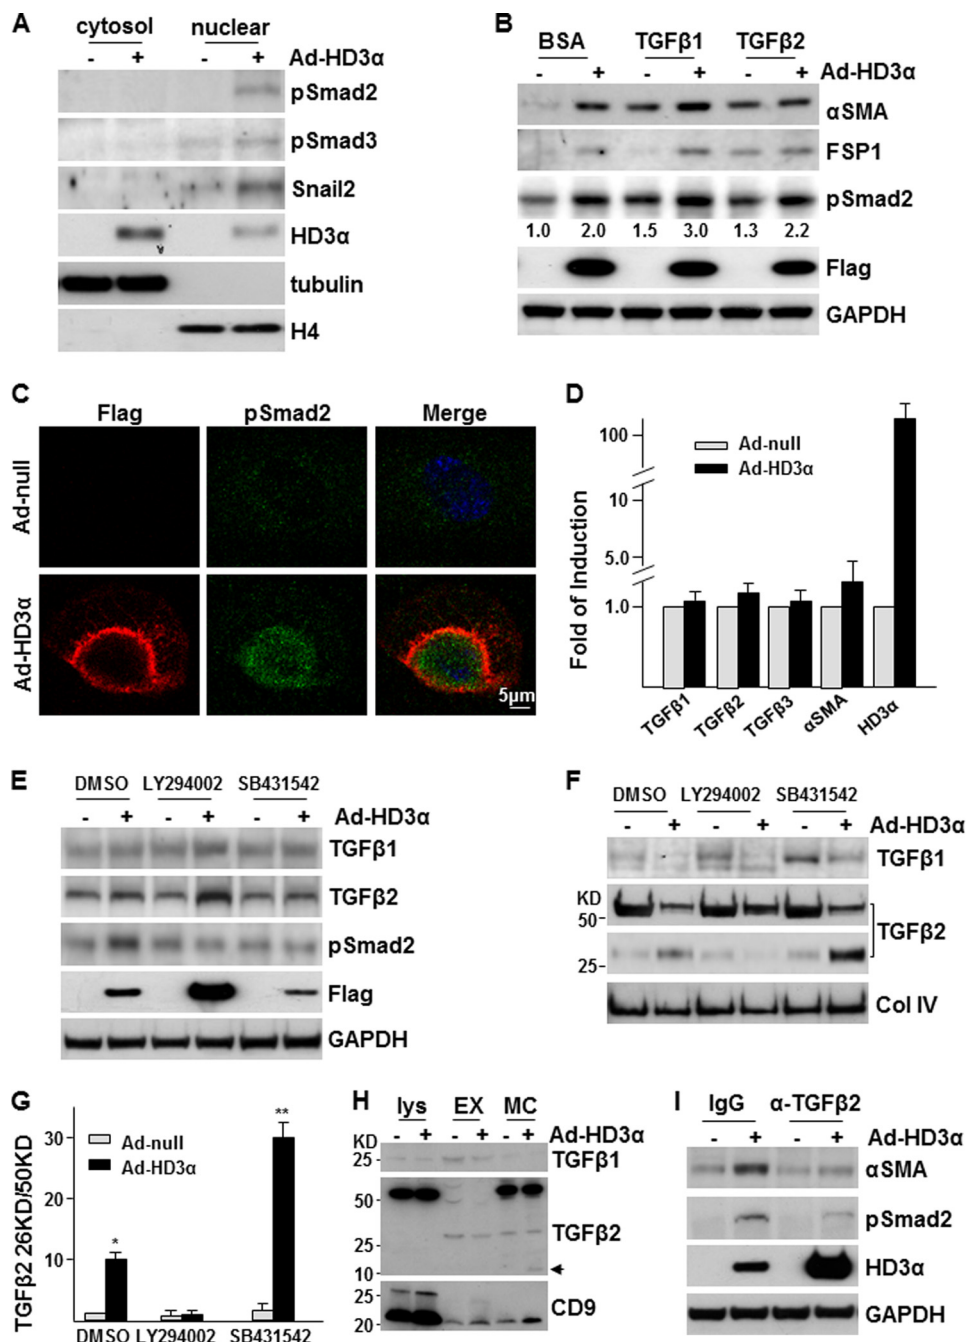 A
cytosol nuclear
- + - + Ad-HD3α
pSmad2
pSmad3
Snail2
HD3α
tubulin
H4
B
BSA TGFβ1 TGFβ2
- + - + - + Ad-HD3α
αSMA
FSP1
pSmad2
1.0 2.0 1.5 3.0 1.3 2.2
Flag
GAPDH
C
Flag pSmad2 Merge
Ad-null
Ad-HD3α
5µm
D
Fold of Induction
100
10
5.0
1.0
Ad-null
Ad-HD3α
TGFβ1 TGFβ2 TGFβ3 αSMA HD3α
E
DMSO LY294002 SB431542
- + - + - + Ad-HD3α
TGFβ1
TGFβ2
pSmad2
Flag
GAPDH
F
DMSO LY294002 SB431542
- + - + - + Ad-HD3α
TGFβ1
KD
50
TGFβ2
25
Col IV
G
TGFβ2 26KD/50KD
30
20
10
Ad-null
Ad-HD3α
*
**
DMSO LY294002 SB431542
H
lys EX MC
KD - + - + - + Ad-HD3α
25 TGFβ1
50
25 TGFβ2
15
10
25 CD9
20
I
IgG α-TGFβ2
- + - + Ad-HD3α
αSMA
pSmad2
HD3α
GAPDH